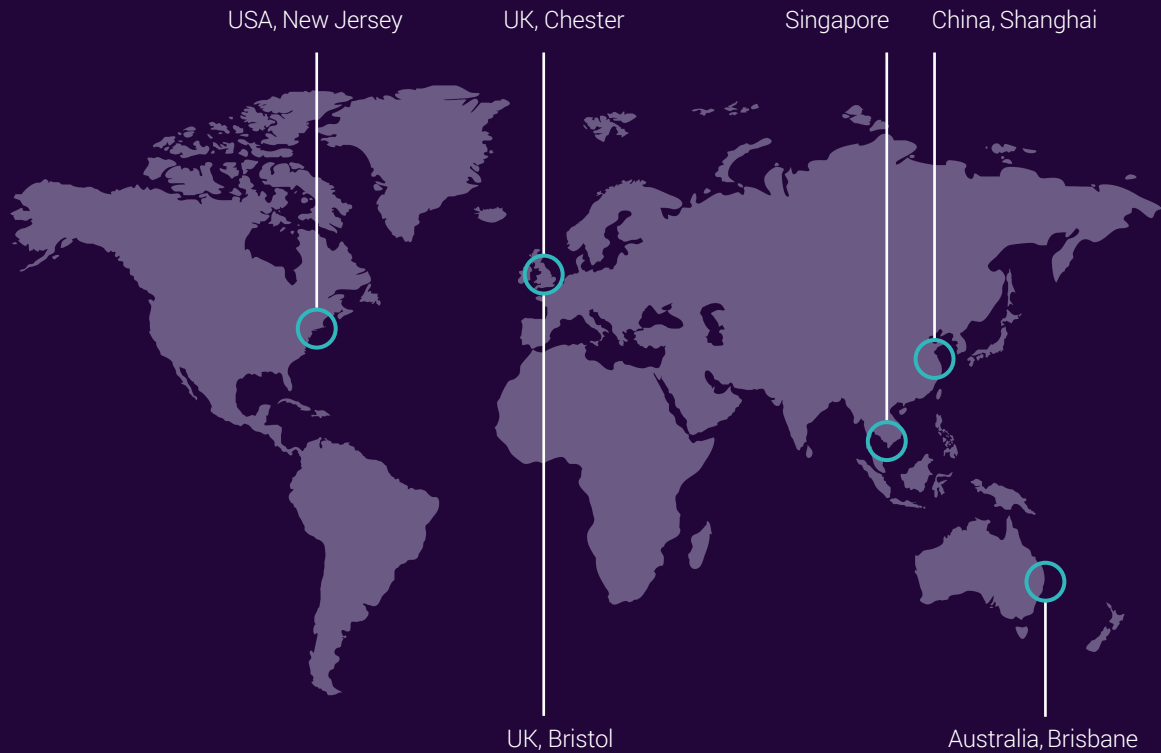 USA, New Jersey
UK, Chester
Singapore
China, Shanghai
UK, Bristol
Australia, Brisbane